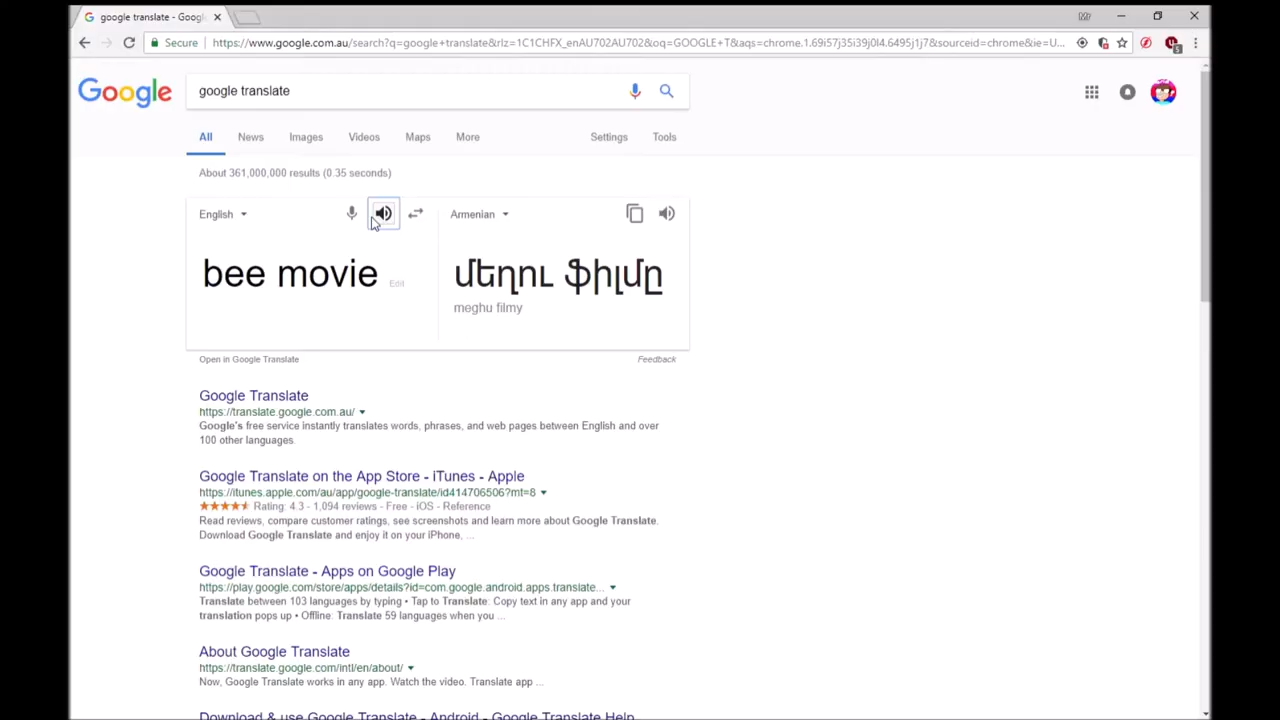 google translate - Googl
Secure
https://www.google.com.au/search?q=google+translate&rlz=1C1CHFX_enAU702AU702&oq=GOOGLE+T&aqs=chrome.1.69i57j35i39j0l4.6495j1j7&sourceid=chrome&ie=U...
5
Google
google translate
All News Images Videos Maps More Settings Tools
About 361,000,000 results (0.35 seconds)
English
Armenian
bee movie Edit
մեղու ֆիլմը
meghu filmy
Open in Google Translate
Feedback
Google Translate
https://translate.google.com.au/
Google's free service instantly translates words, phrases, and web pages between English and over
100 other languages.
Google Translate on the App Store - iTunes - Apple
https://itunes.apple.com/au/app/google-translate/id414706506?mt=8
Rating: 4.3 - 1,094 reviews - Free - iOS - Reference
Read reviews, compare customer ratings, see screenshots and learn more about Google Translate.
Download Google Translate and enjoy it on your iPhone, ...
Google Translate - Apps on Google Play
https://play.google.com/store/apps/details?id=com.google.android.apps.translate...
Translate between 103 languages by typing • Tap to Translate: Copy text in any app and your
translation pops up • Offline: Translate 59 languages when you ...
About Google Translate
https://translate.google.com/intl/en/about/
Now, Google Translate works in any app. Watch the video. Translate app ...
Download & use Google Translate - Android - Google Translate Help